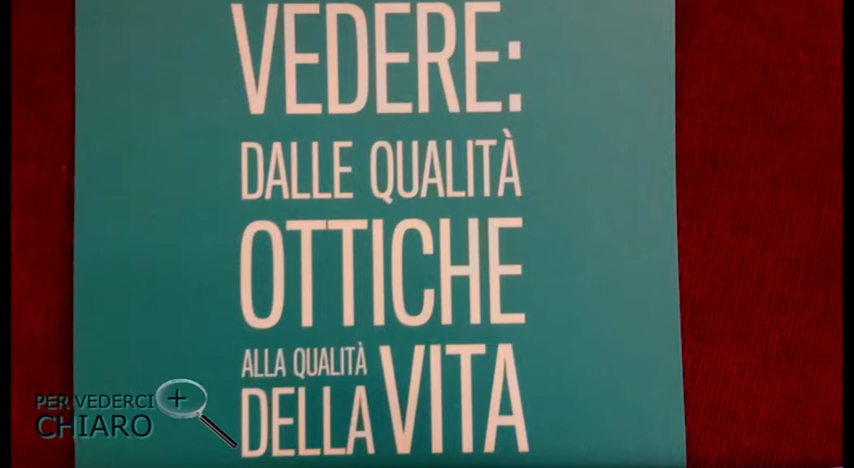 VEDERE:
DALLE QUALITÀ
OTTICHE
ALLA QUALITÀ
DELLA VITA
PER VEDERCI
CHIARO